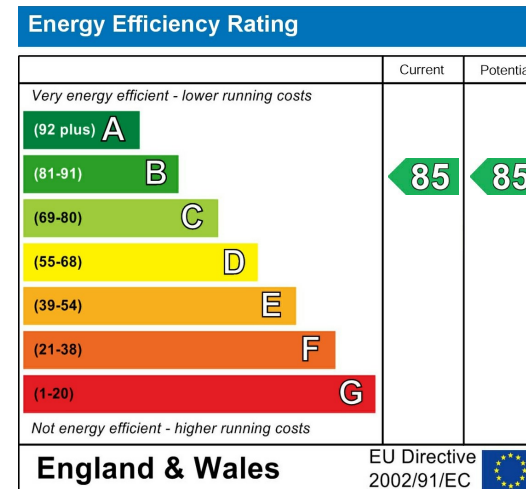 Energy Efficiency Rating
Current Potentia
Very energy efficient - lower running costs
(92 plus) A
(81-91) B 85 85
(69-80) C
(55-68) D
(39-54) E
(21-38) F
(1-20) G
Not energy efficient - higher running costs
England & Wales
EU Directive
2002/91/EC